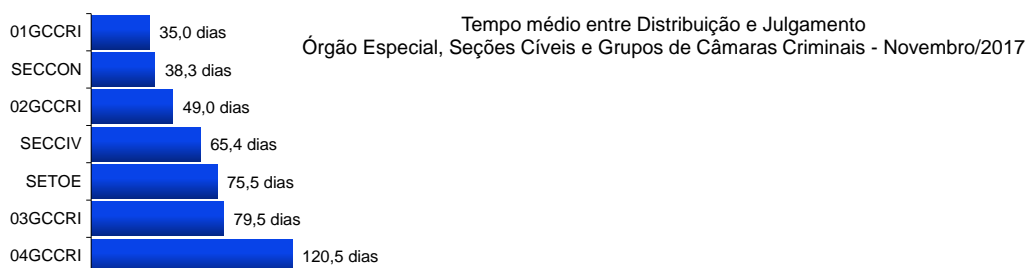 Tempo médio entre Distribuição e Julgamento
Órgão Especial, Seções Cíveis e Grupos de Câmaras Criminais - Novembro/2017
01GCCRI 35,0 dias
SECCON 38,3 dias
02GCCRI 49,0 dias
SECCIV 65,4 dias
SETOE 75,5 dias
03GCCRI 79,5 dias
04GCCRI 120,5 dias